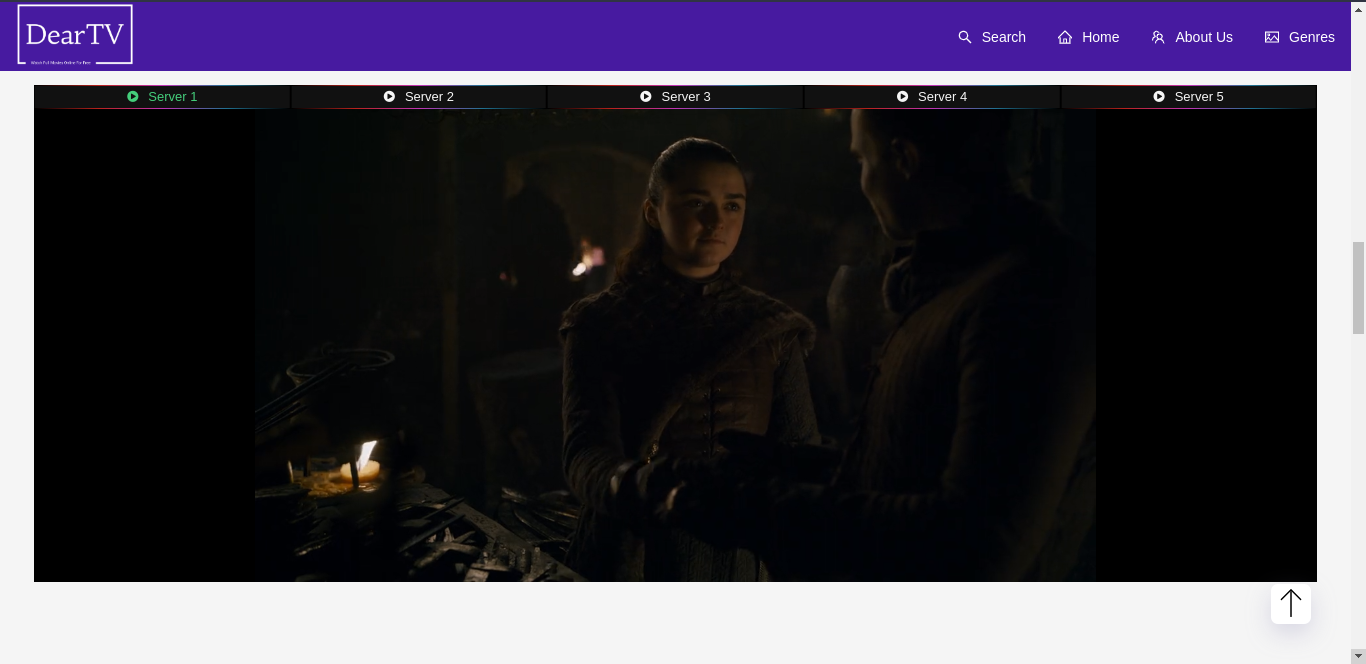 DearTV
Watch Full Movies Online For Free
Search
Home
About Us
Genres
Server 1
Server 2
Server 3
Server 4
Server 5